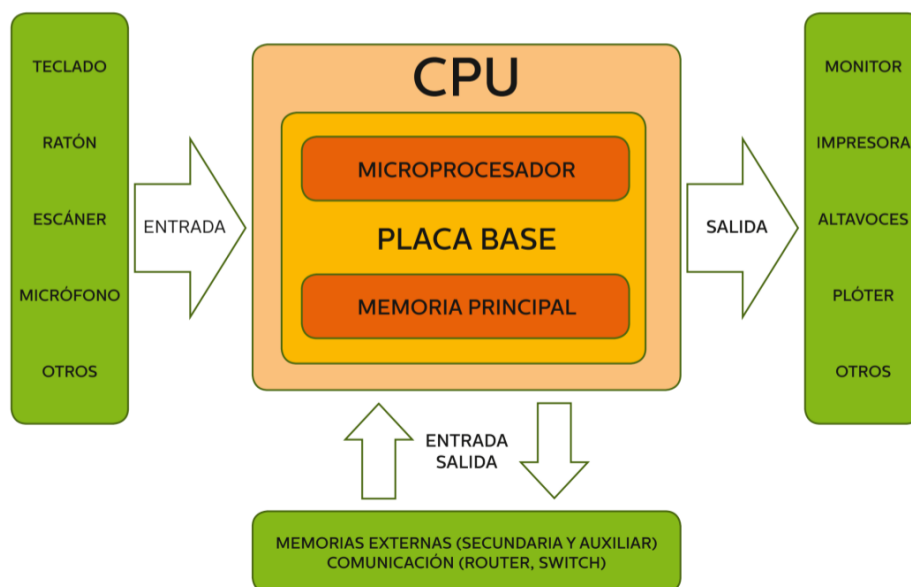 TECLADO
RATÓN
ESCÁNER
MICRÓFONO
OTROS
ENTRADA
CPU
MICROPROCESADOR
PLACA BASE
MEMORIA PRINCIPAL
SALIDA
MONITOR
IMPRESORA
ALTAVOCES
PLÓTER
OTROS
ENTRADA
SALIDA
MEMORIAS EXTERNAS (SECUNDARIA Y AUXILIAR)
COMUNICACIÓN (ROUTER, SWITCH)